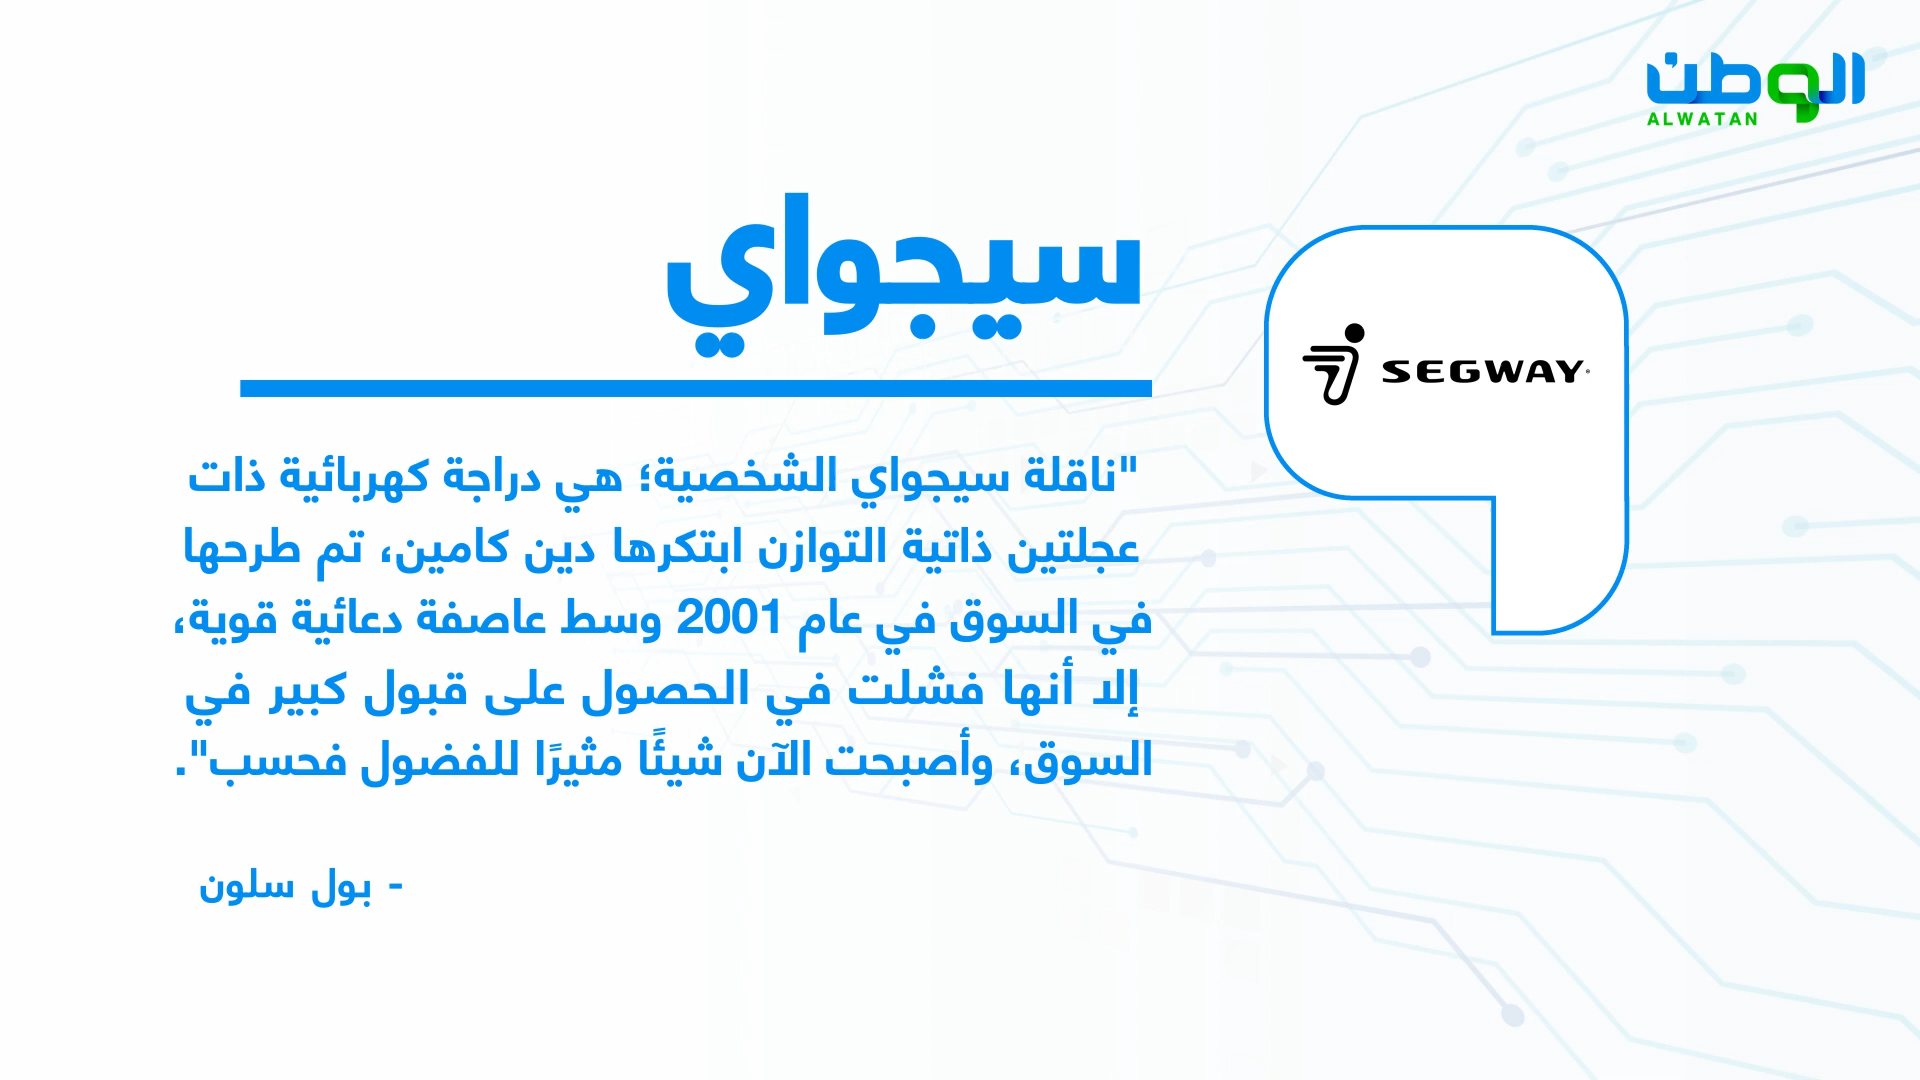 الوطن
ALWATAN
سيجواي
SEGWAY
"ناقلة سيجواي الشخصية؛ هي دراجة كهربائية ذات
عجلتين ذاتية التوازن ابتكرها دين كامين، تم طرحها
في السوق في عام 2001 وسط عاصفة دعائية قوية،
إلا أنها فشلت في الحصول على قبول كبير في
السوق، وأصبحت الآن شيئًا مثيرًا للفضول فحسب".
- بول سلون